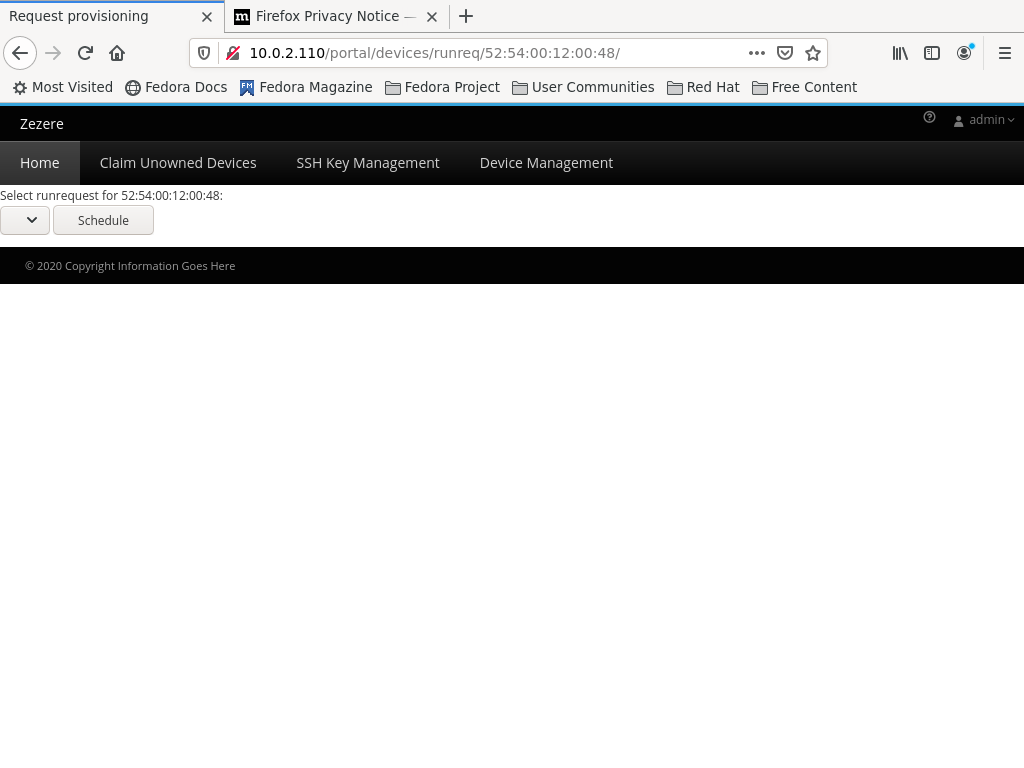 Request provisioning
Firefox Privacy Notice —
10.0.2.110/portal/devices/runreq/52:54:00:12:00:48/
Most Visited Fedora Docs Fedora Magazine Fedora Project User Communities Red Hat Free Content
Zezere
admin
Home Claim Unowned Devices SSH Key Management Device Management
Select runrequest for 52:54:00:12:00:48:
Schedule
© 2020 Copyright Information Goes Here